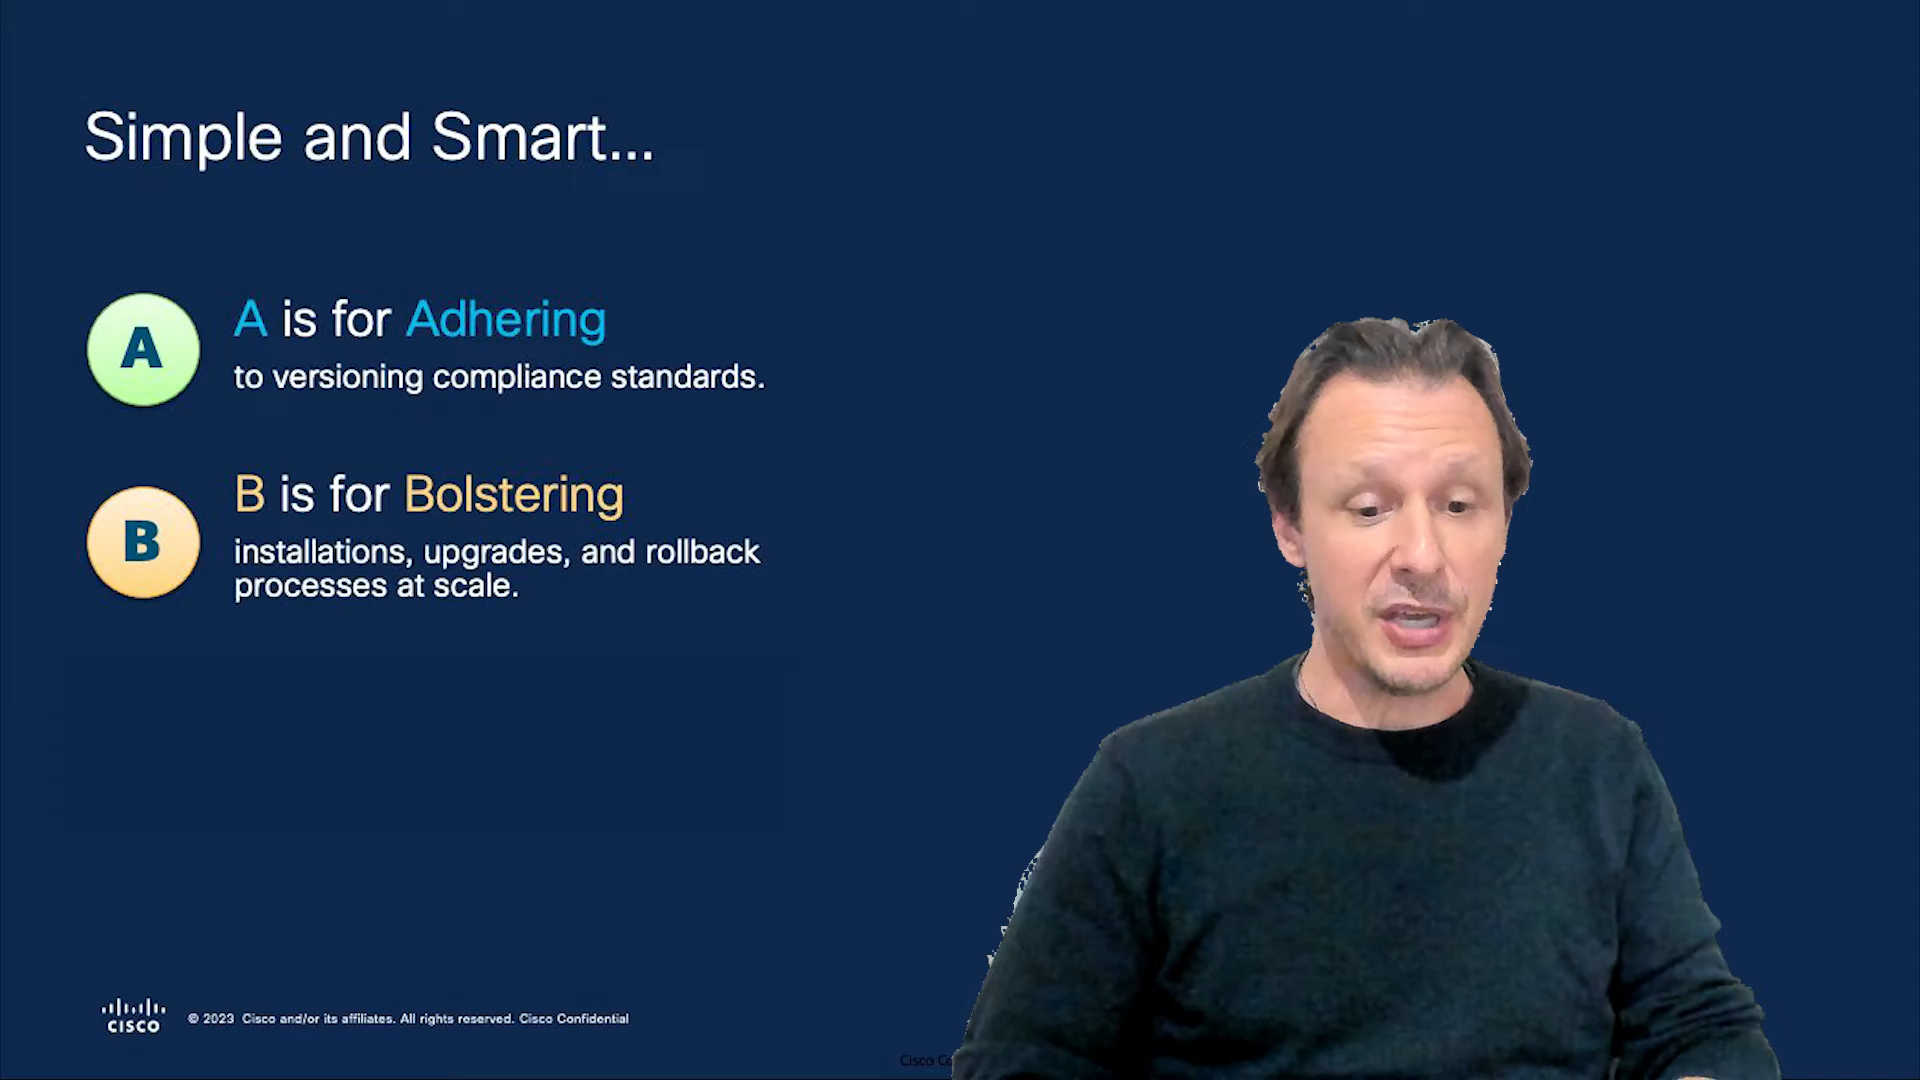 Simple and Smart...
A
A is for Adhering
to versioning compliance standards.
B
B is for Bolstering
installations, upgrades, and rollback
processes at scale.
CISCO
© 2023 Cisco and/or its affiliates. All rights reserved. Cisco Confidential
Cisco